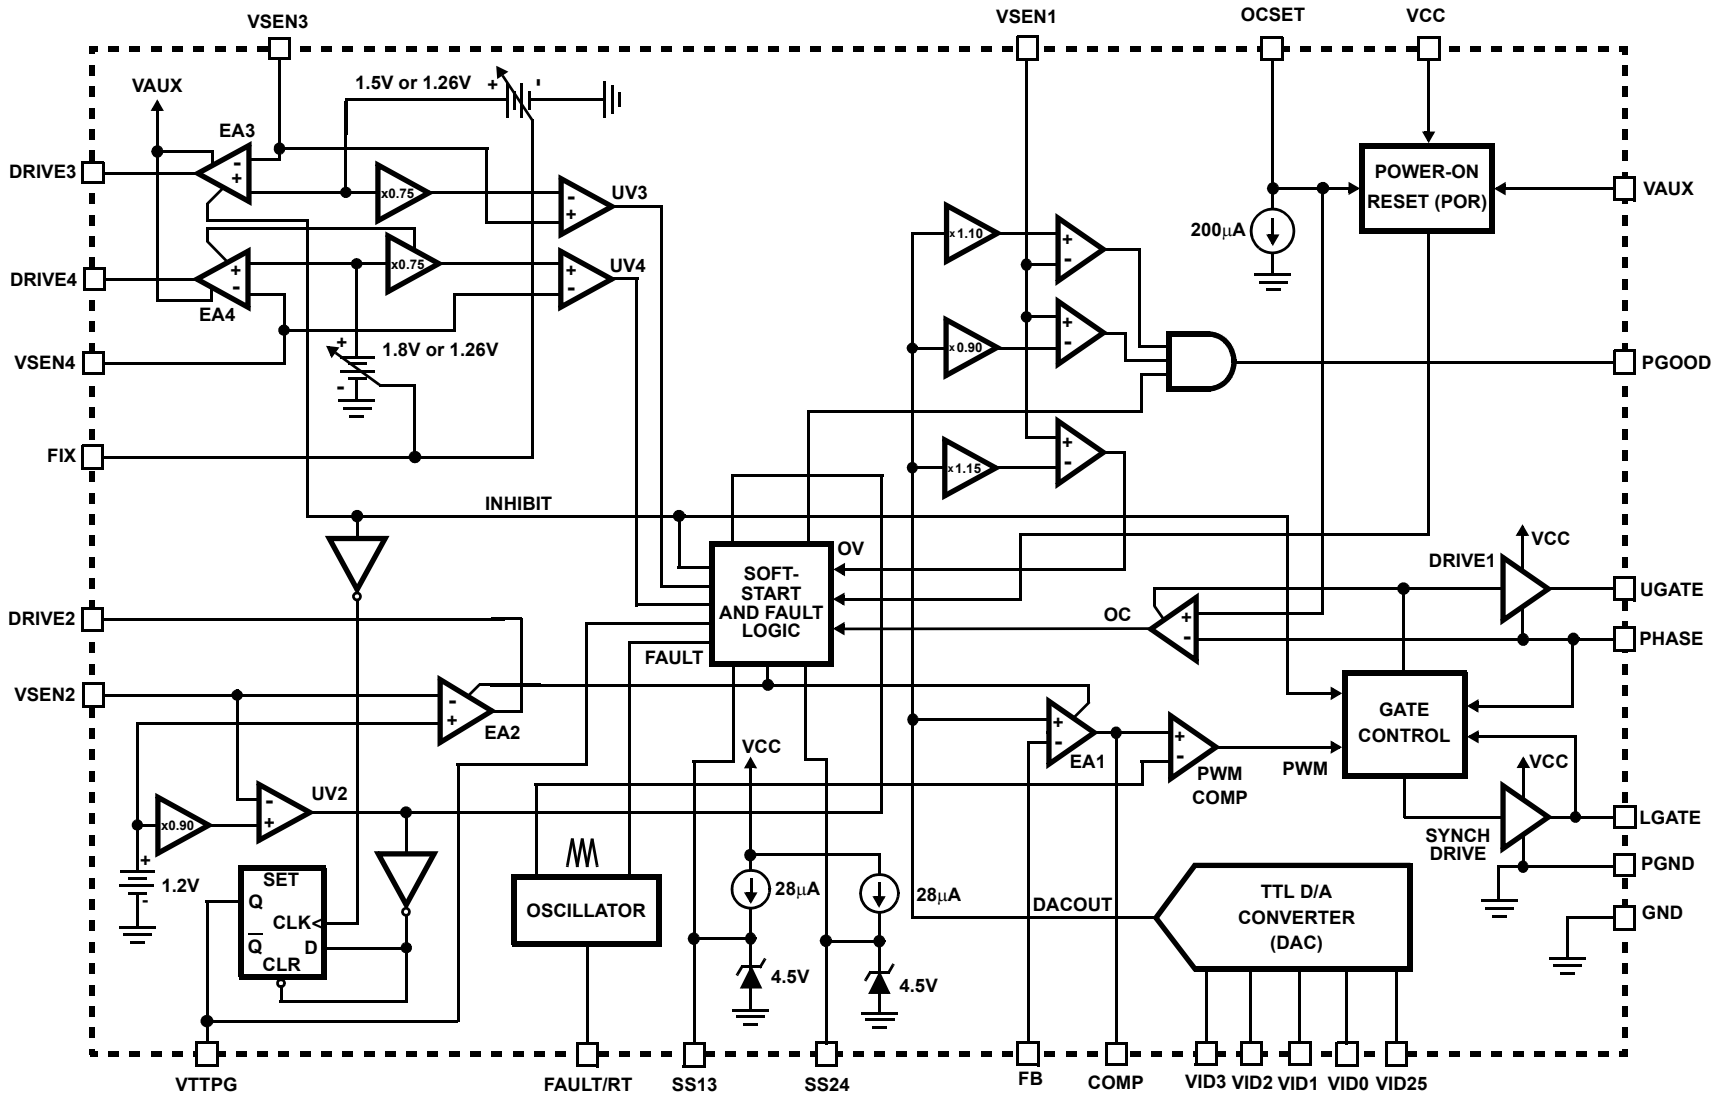 VSEN3
VSEN1
OCSET
VCC
1.5V or 1.26V
+
-
VAUX
EA3
DRIVE3
-
+
x0.75
-
+
UV3
POWER-ON
RESET (POR)
VAUX
200μA
x1.10
+
-
DRIVE4
+
-
EA4
x0.75
+
-
UV4
VSEN4
+
-
1.8V or 1.26V
x0.90
+
-
PGOOD
FIX
x1.15
+
-
INHIBIT
OV
SOFT-
START
AND FAULT
LOGIC
OC
+
-
DRIVE1
VCC
UGATE
DRIVE2
FAULT
PHASE
VSEN2
-
+
EA2
+
-
EA1
+
-
PWM
COMP
PWM
GATE
CONTROL
VCC
VCC
UV2
-
+
x0.90
+
-
1.2V
SYNCH
DRIVE
LGATE
PGND
SET
Q
CLK
Q
D
CLR
OSCILLATOR
28μA
28μA
4.5V
4.5V
DACOUT
TTL D/A
CONVERTER
(DAC)
GND
VTTPG
FAULT/RT
SS13
SS24
FB
COMP
VID3
VID2
VID1
VID0
VID25